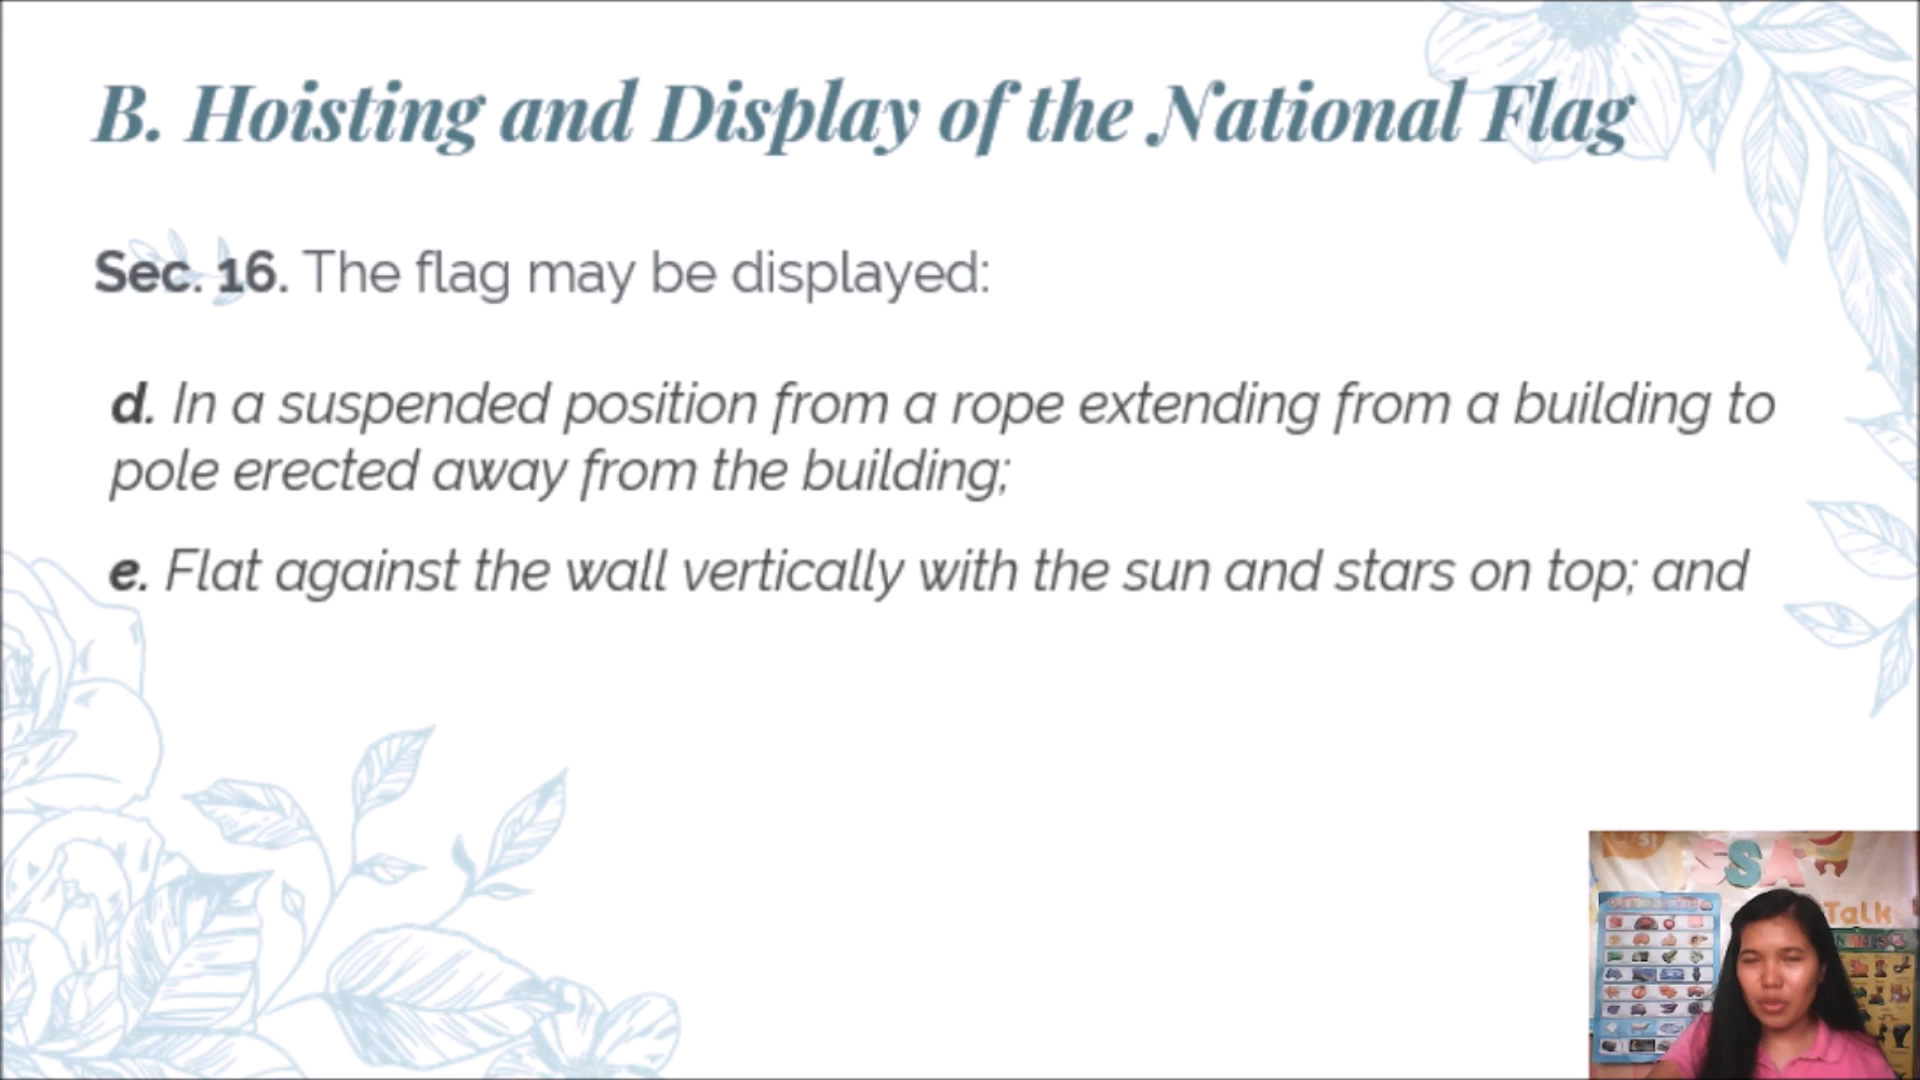 B. Hoisting and Display of the National Flag
Sec. 16. The flag may be displayed:
d. In a suspended position from a rope extending from a building to
pole erected away from the building;
e. Flat against the wall vertically with the sun and stars on top; and
SSA
Talk